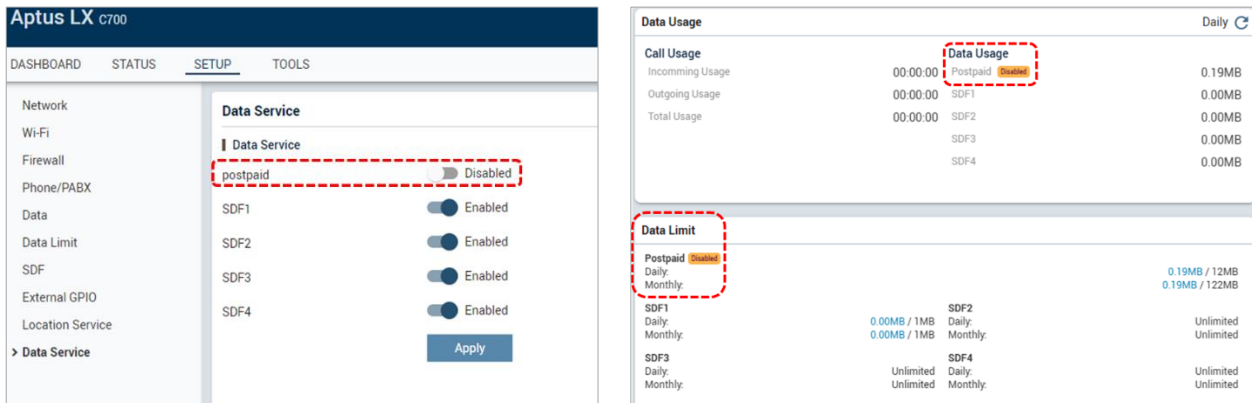 Aptus LX C700
DASHBOARD STATUS SETUP TOOLS
Network
Wi-Fi
Firewall
Phone/PABX
Data
Data Limit
SDF
External GPIO
Location Service
> Data Service
Data Service
Data Service
postpaid Disabled
SDF1 Enabled
SDF2 Enabled
SDF3 Enabled
SDF4 Enabled
Apply
Data Usage Daily
Call Usage
Incomming Usage 00:00:00
Outgoing Usage 00:00:00
Total Usage 00:00:00
Data Usage
Postpaid Disabled 0.19MB
SDF1 0.00MB
SDF2 0.00MB
SDF3 0.00MB
SDF4 0.00MB
Data Limit
Postpaid Disabled
Daily: 0.19MB / 12MB
Monthly: 0.19MB / 122MB
SDF1
Daily: 0.00MB / 1MB
Monthly: 0.00MB / 1MB
SDF2
Daily: Unlimited
Monthly: Unlimited
SDF3
Daily: Unlimited
Monthly: Unlimited
SDF4
Daily: Unlimited
Monthly: Unlimited